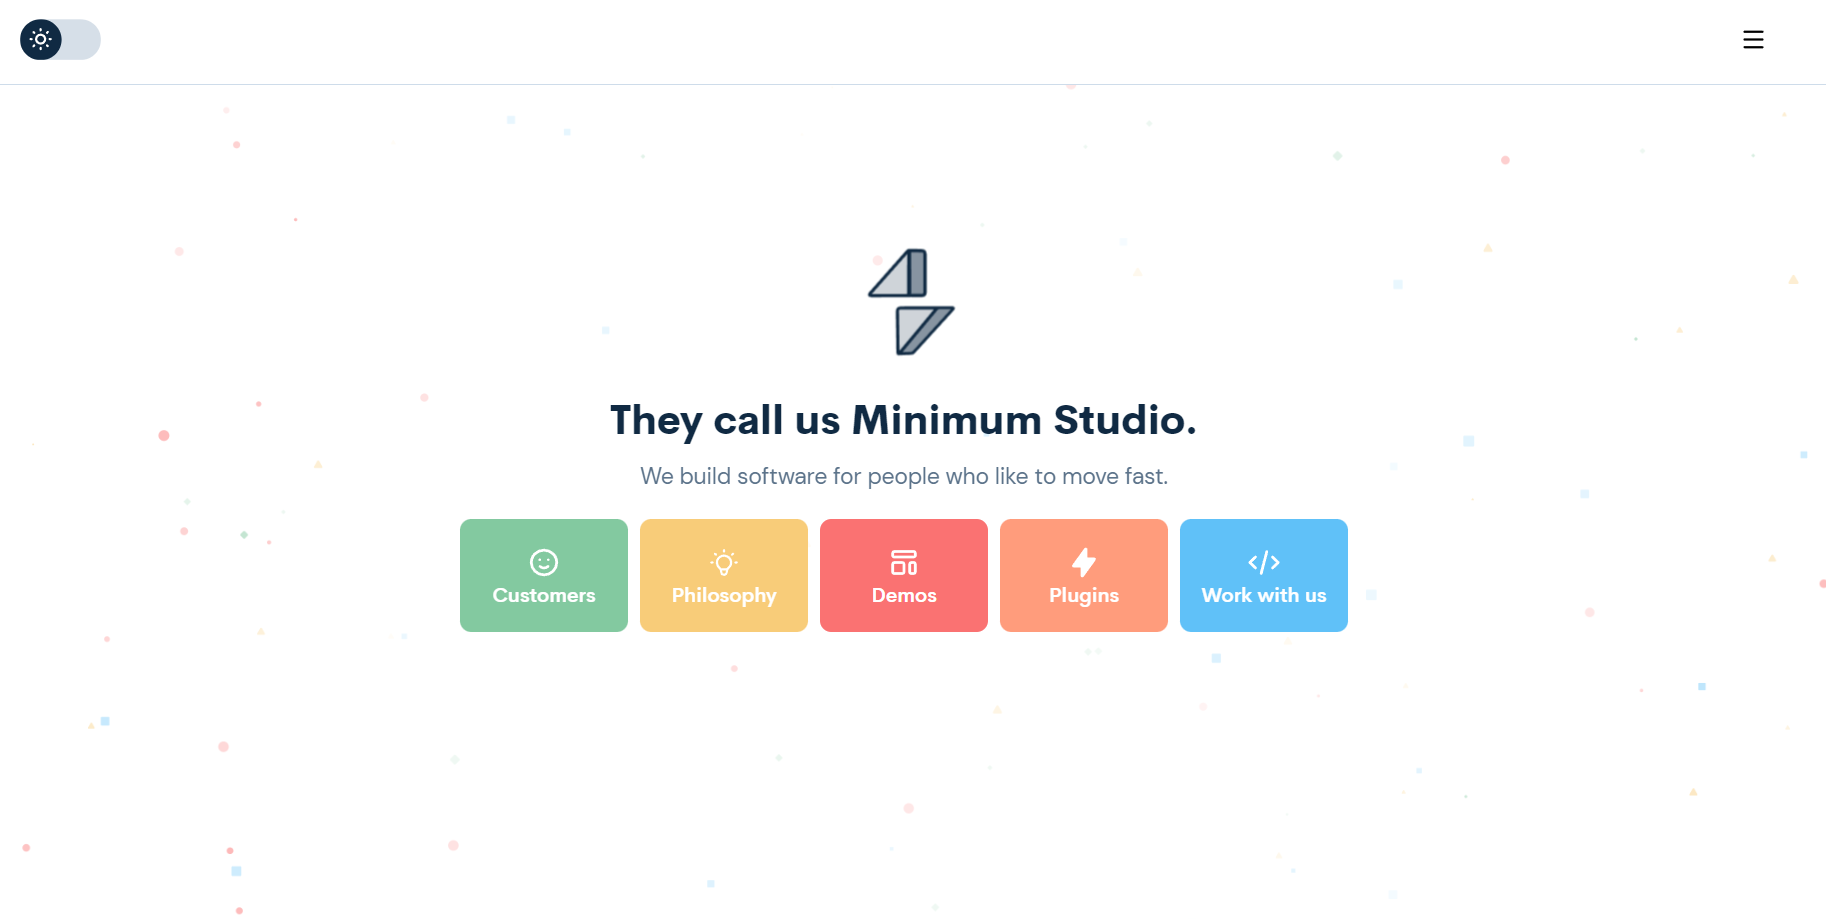 They call us Minimum Studio.
We build software for people who like to move fast.
Customers
Philosophy
Demos
Plugins
Work with us